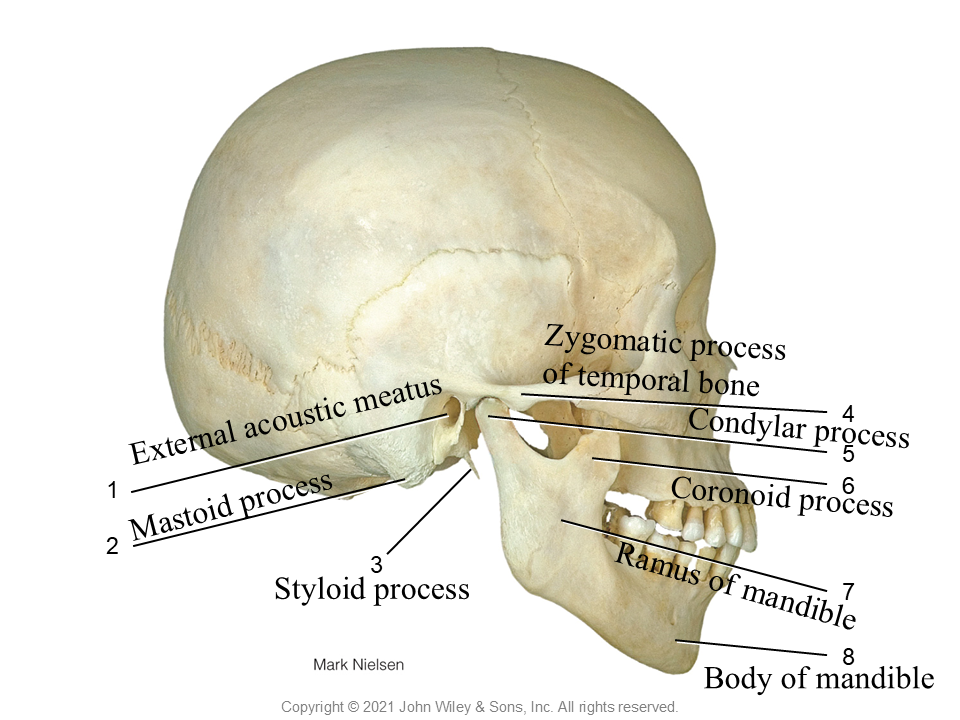 Zygomatic process
of temporal bone
External acoustic meatus
4
Condylar process
5
1
6
Coronoid process
Mastoid process
2
3
Styloid process
7
Ramus of mandible
8
Body of mandible
Mark Nielsen
Copyright © 2021 John Wiley & Sons, Inc. All rights reserved.